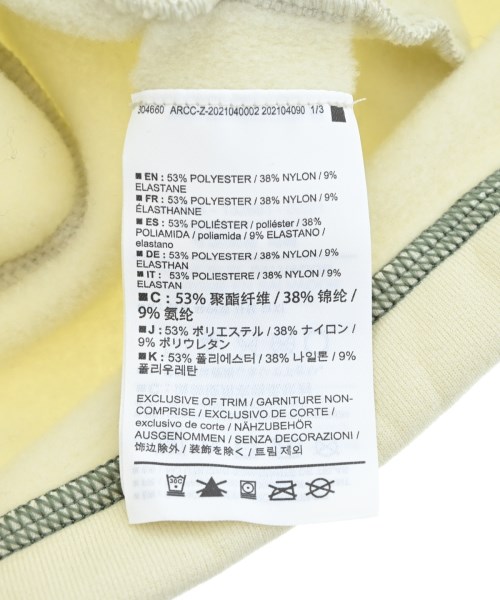 J04660 ARCC-Z-2021040002 202104090 1/3
■ EN : 53% POLYESTER / 38% NYLON / 9%
ELASTANE
■ FR : 53% POLYESTER / 38% NYLON / 9%
ÉLASTHANNE
■ ES : 53% POLIÉSTER / poliéster / 38%
POLIAMIDA / poliamida / 9% ELASTANO /
elastano
■ DE : 53% POLYESTER / 38% NYLON / 9%
ELASTHAN
■ IT : 53% POLIESTERE / 38% NYLON / 9%
ELASTAN
■ C : 53% 聚酯纤维 / 38% 锦纶 /
9% 氨纶
■ J : 53% ポリエステル / 38% ナイロン /
9% ポリウレタン
■ K : 53% 폴리에스터 / 38% 나일론 / 9%
폴리우레탄
EXCLUSIVE OF TRIM / GARNITURE NON-
COMPRISE / EXCLUSIVO DE CORTE /
exclusivo de corte / NÄHZUBEHÖR
AUSGENOMMEN / SENZA DECORAZIONI /
饰边除外 / 装飾を除く / 트림 제외
30C